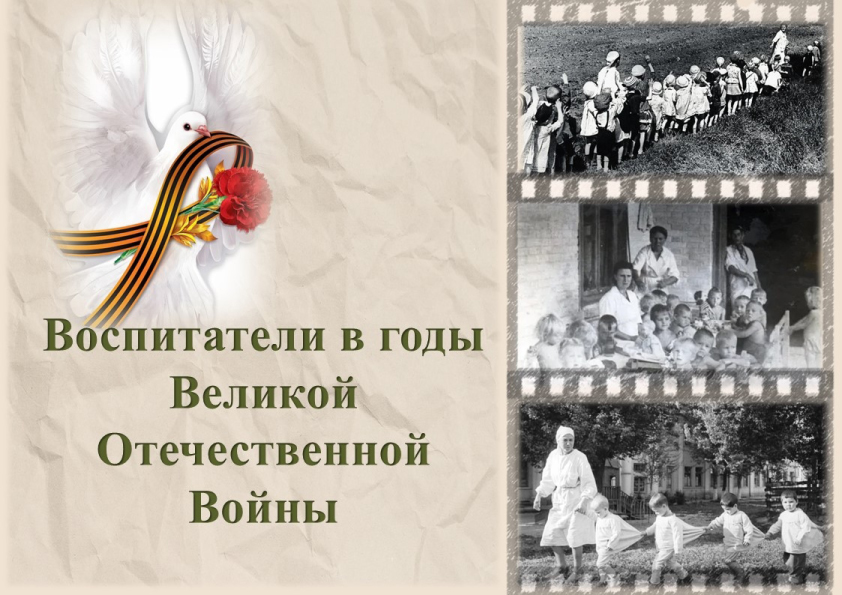 Воспитатели в годы
Великой
Отечественной
Войны